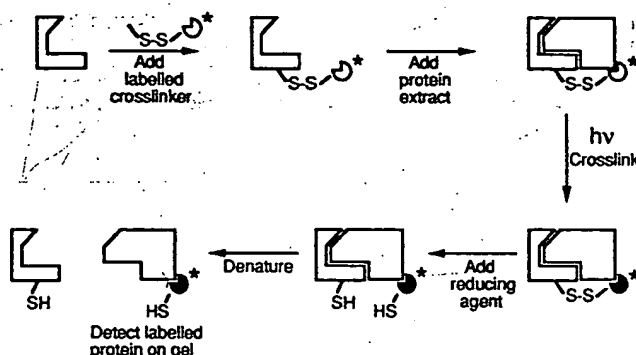 S-S *
Add
labelled
crosslinker
S-S *
Add
protein
extract
S-S *
hν
Crosslink
S-S *
Add
reducing
agent
*
SH HS
Denature
*
SH
HS
Detect labelled
protein on gel